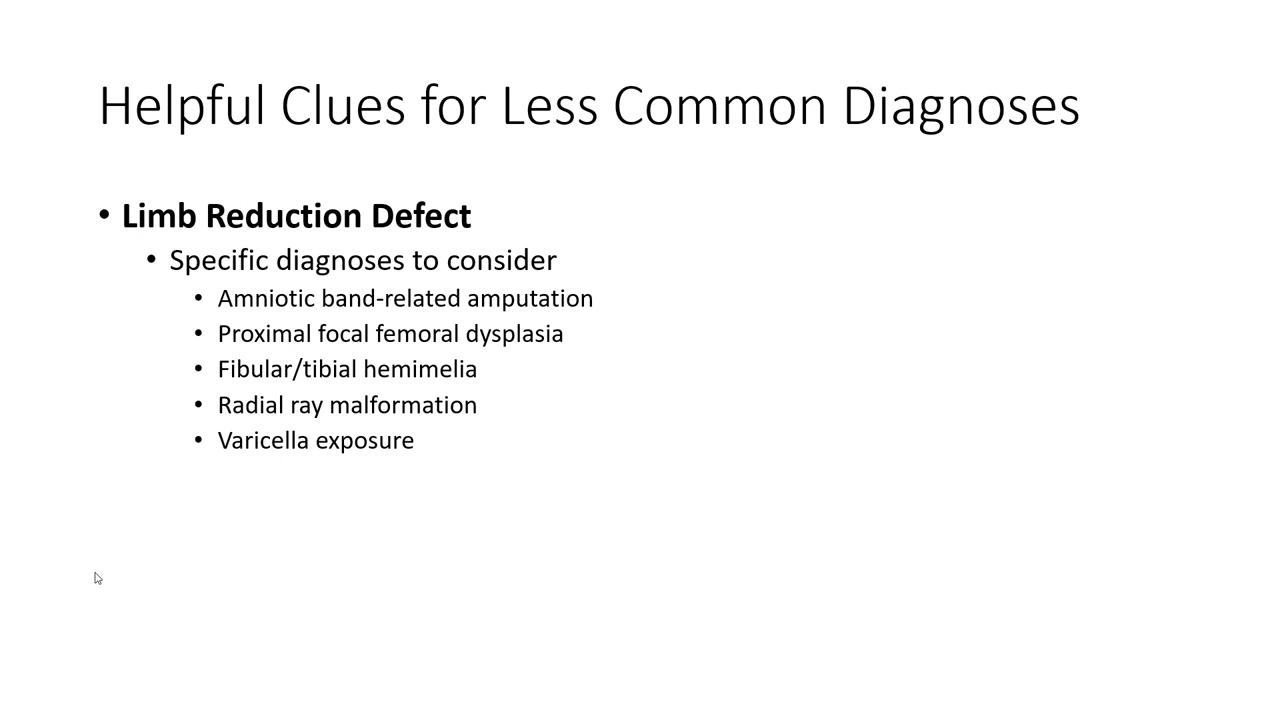 Helpful Clues for Less Common Diagnoses
• Limb Reduction Defect
• Specific diagnoses to consider
• Amniotic band-related amputation
• Proximal focal femoral dysplasia
• Fibular/tibial hemimelia
• Radial ray malformation
• Varicella exposure